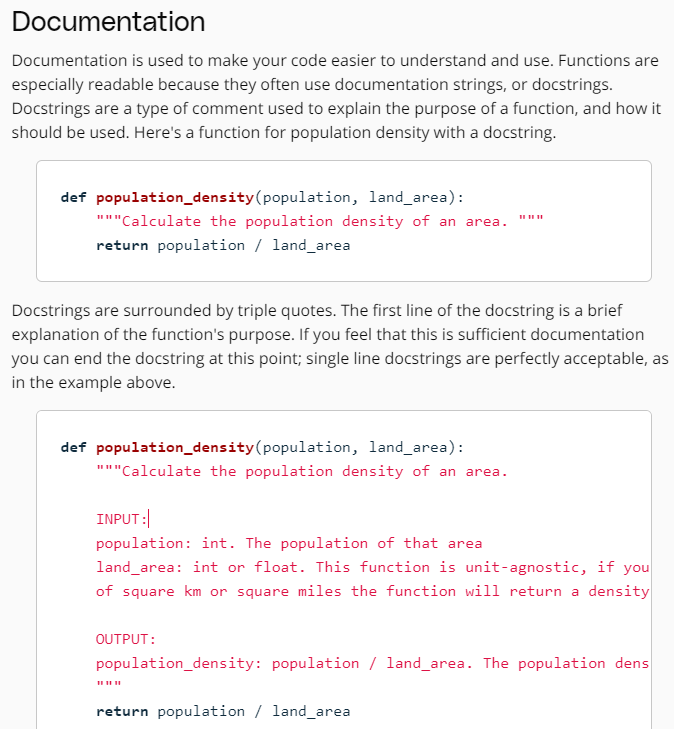 Documentation
Documentation is used to make your code easier to understand and use. Functions are
especially readable because they often use documentation strings, or docstrings.
Docstrings are a type of comment used to explain the purpose of a function, and how it
should be used. Here's a function for population density with a docstring.
def population_density(population, land_area):
    """Calculate the population density of an area. """
    return population / land_area
Docstrings are surrounded by triple quotes. The first line of the docstring is a brief
explanation of the function's purpose. If you feel that this is sufficient documentation
you can end the docstring at this point; single line docstrings are perfectly acceptable, as
in the example above.
def population_density(population, land_area):
    """Calculate the population density of an area.
    INPUT:
    population: int. The population of that area
    land_area: int or float. This function is unit-agnostic, if you
    of square km or square miles the function will return a density
    OUTPUT:
    population_density: population / land_area. The population dens
    """
    return population / land_area